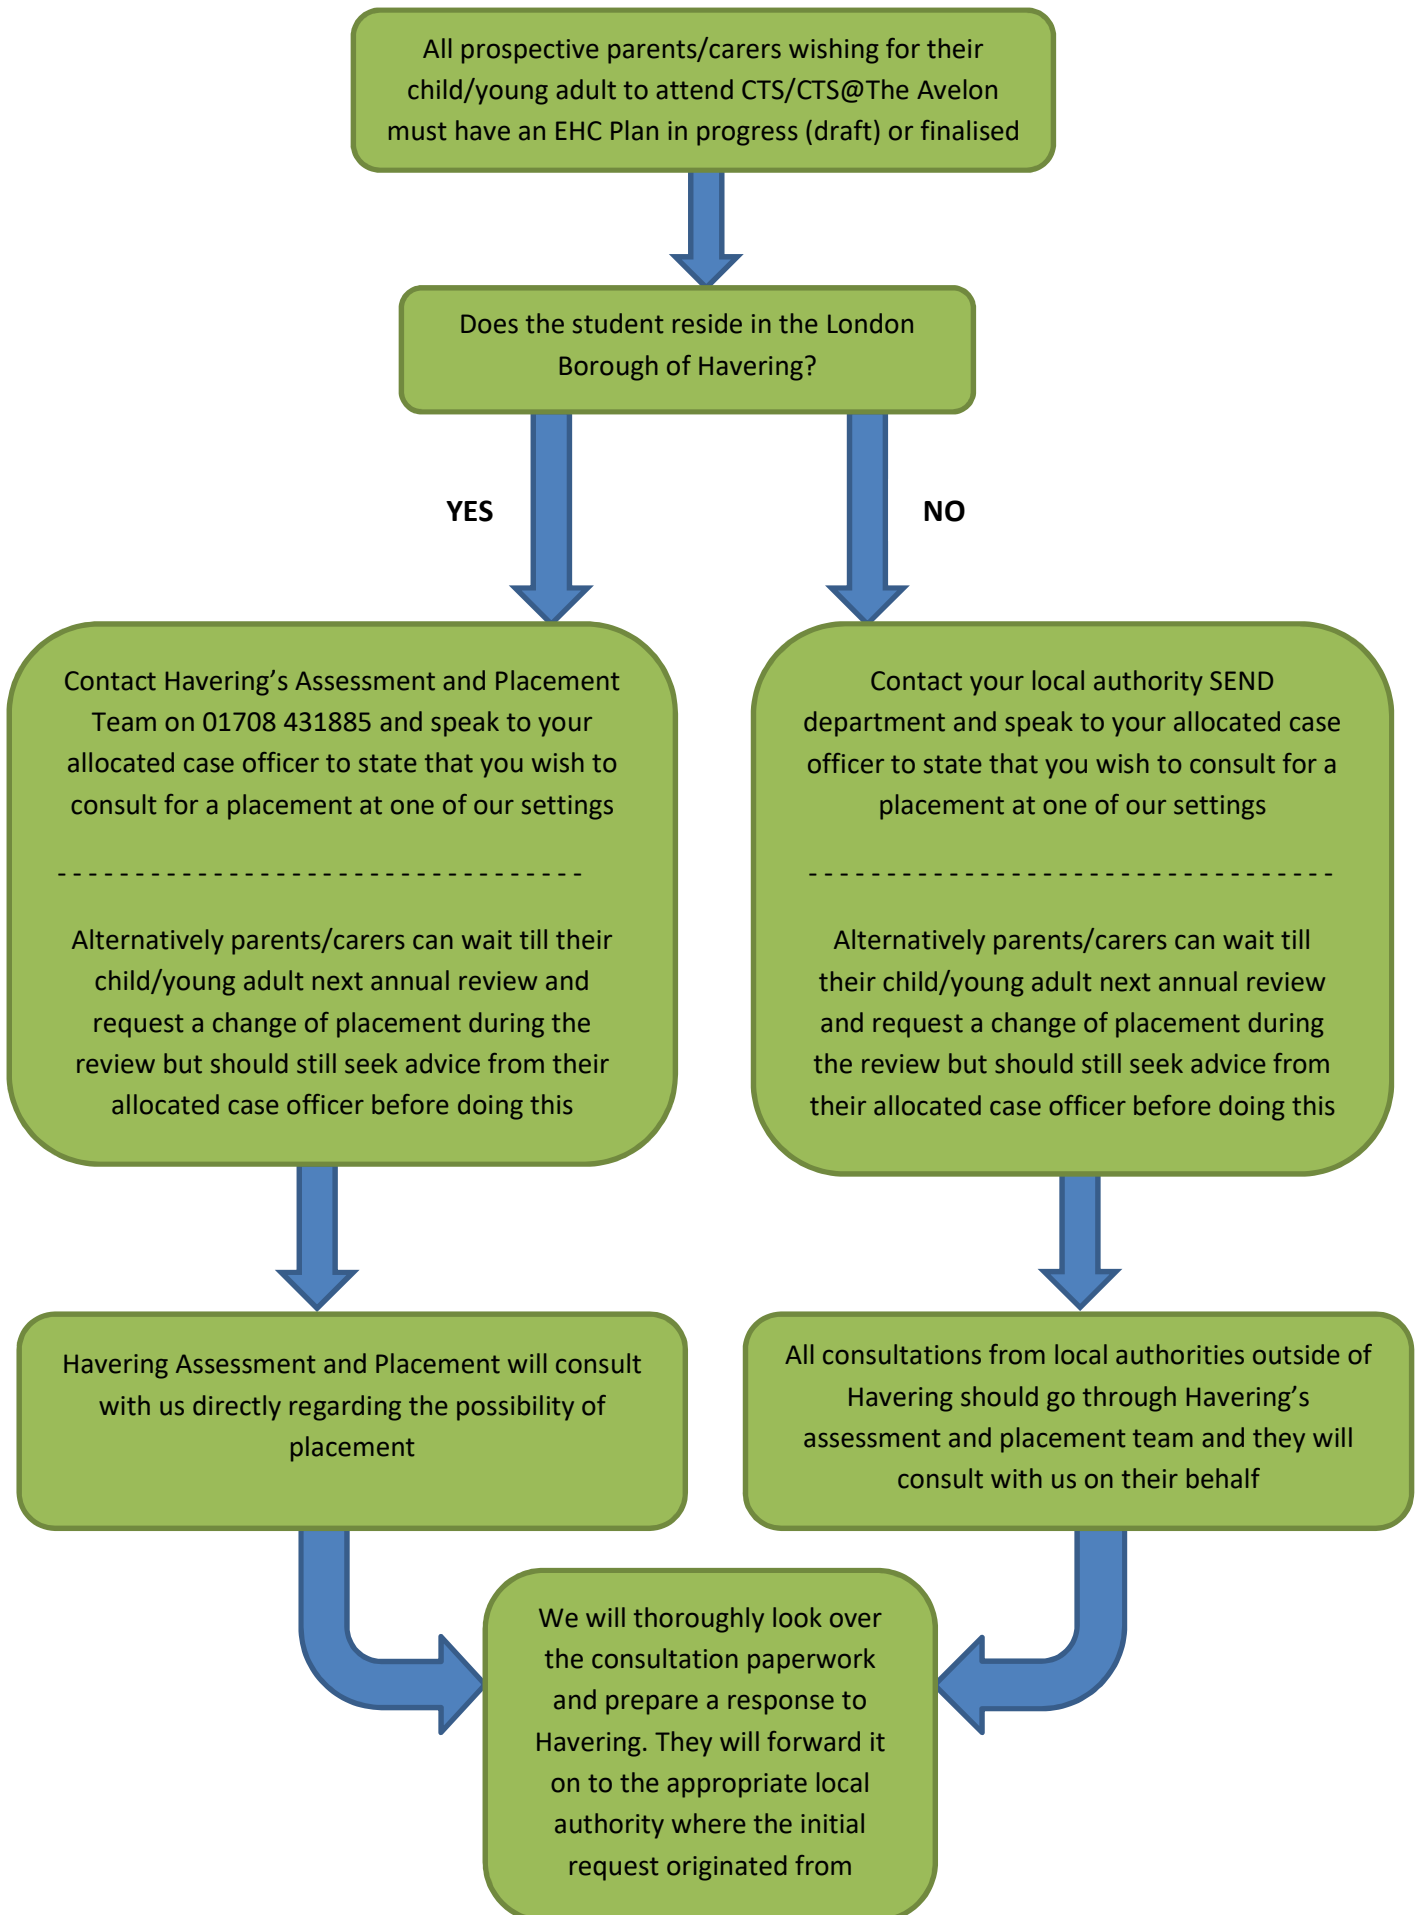 All prospective parents/carers wishing for their
child/young adult to attend CTS/CTS@The Avelon
must have an EHC Plan in progress (draft) or finalised
Does the student reside in the London
Borough of Havering?
YES
NO
Contact Havering’s Assessment and Placement
Team on 01708 431885 and speak to your
allocated case officer to state that you wish to
consult for a placement at one of our settings
- - - - - - - - - - - - - - - - - - - - - - - - - - - - - - - - - -
Alternatively parents/carers can wait till their
child/young adult next annual review and
request a change of placement during the
review but should still seek advice from their
allocated case officer before doing this
Contact your local authority SEND
department and speak to your allocated case
officer to state that you wish to consult for a
placement at one of our settings
- - - - - - - - - - - - - - - - - - - - - - - - - - - - - - - - - -
Alternatively parents/carers can wait till
their child/young adult next annual review
and request a change of placement during
the review but should still seek advice from
their allocated case officer before doing this
Havering Assessment and Placement will consult
with us directly regarding the possibility of
placement
All consultations from local authorities outside of
Havering should go through Havering’s
assessment and placement team and they will
consult with us on their behalf
We will thoroughly look over
the consultation paperwork
and prepare a response to
Havering. They will forward it
on to the appropriate local
authority where the initial
request originated from